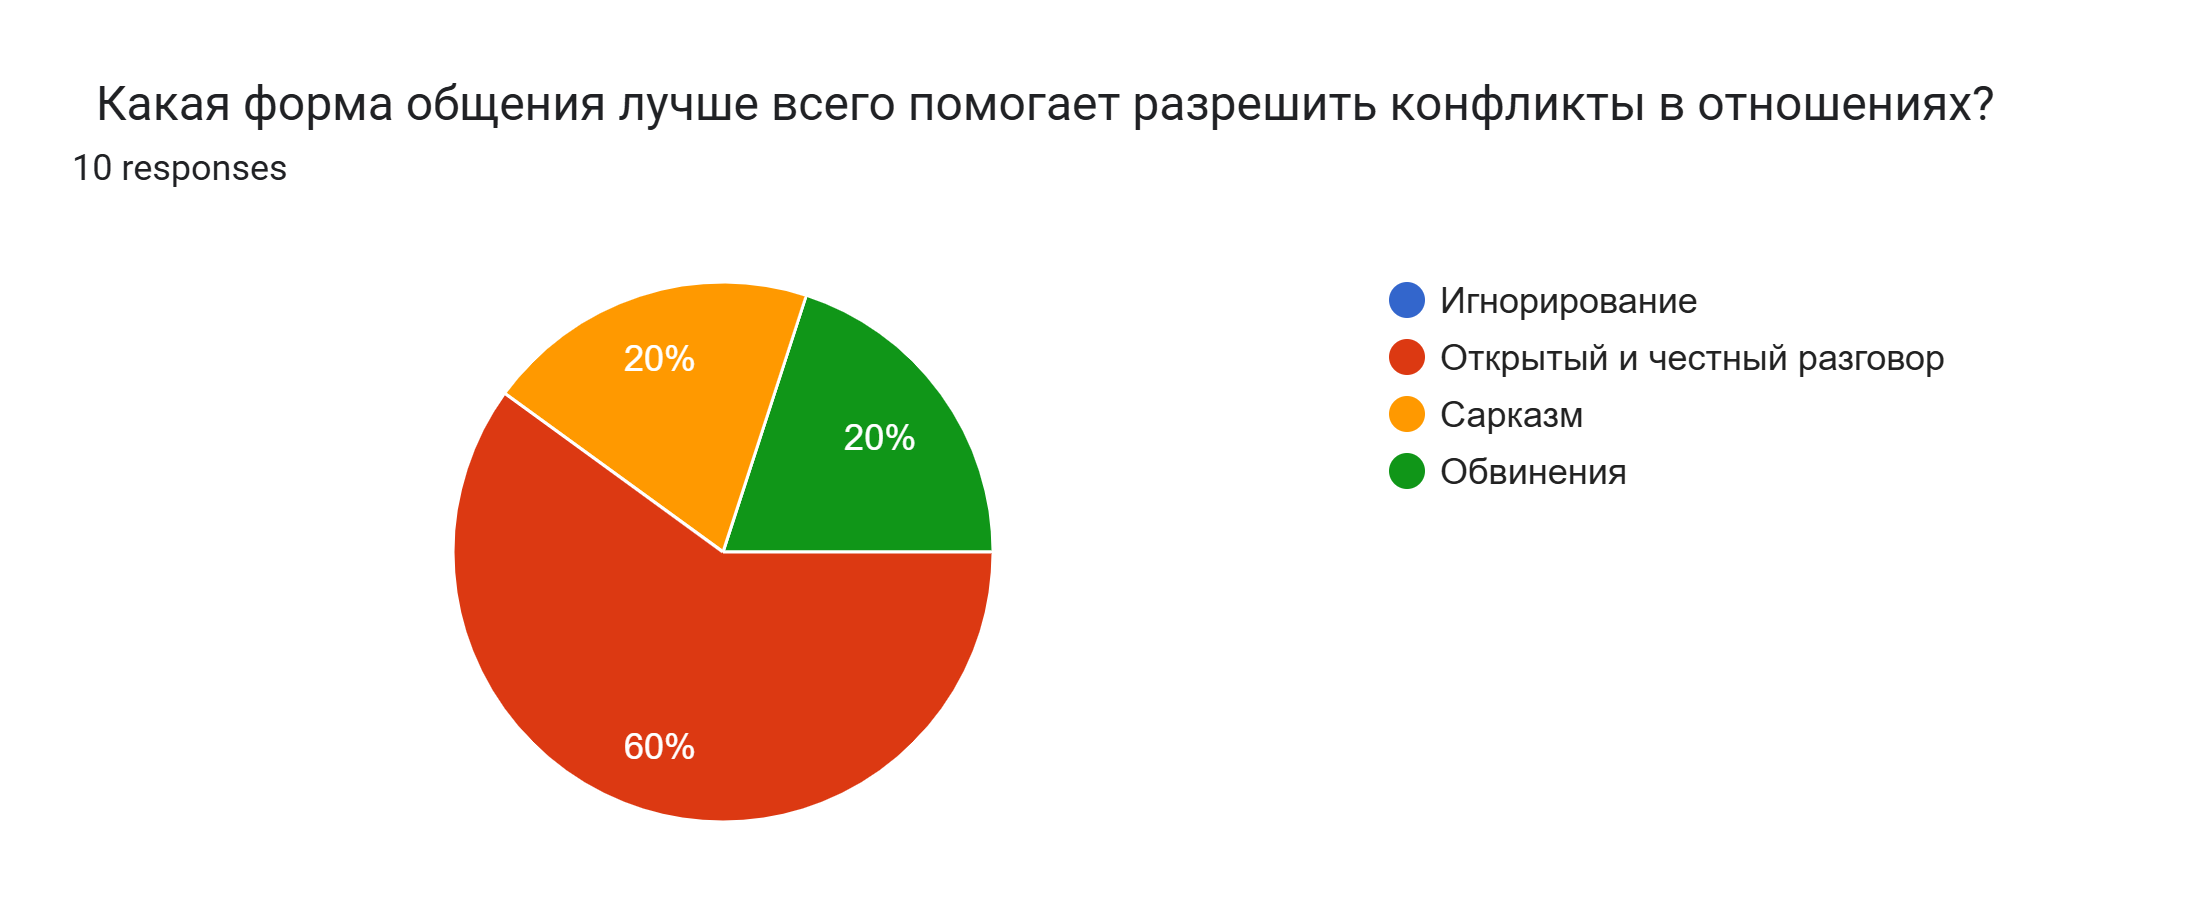 Какая форма общения лучше всего помогает разрешить конфликты в отношениях?
10 responses
Игнорирование
Открытый и честный разговор
Сарказм
Обвинения
20%
20%
60%